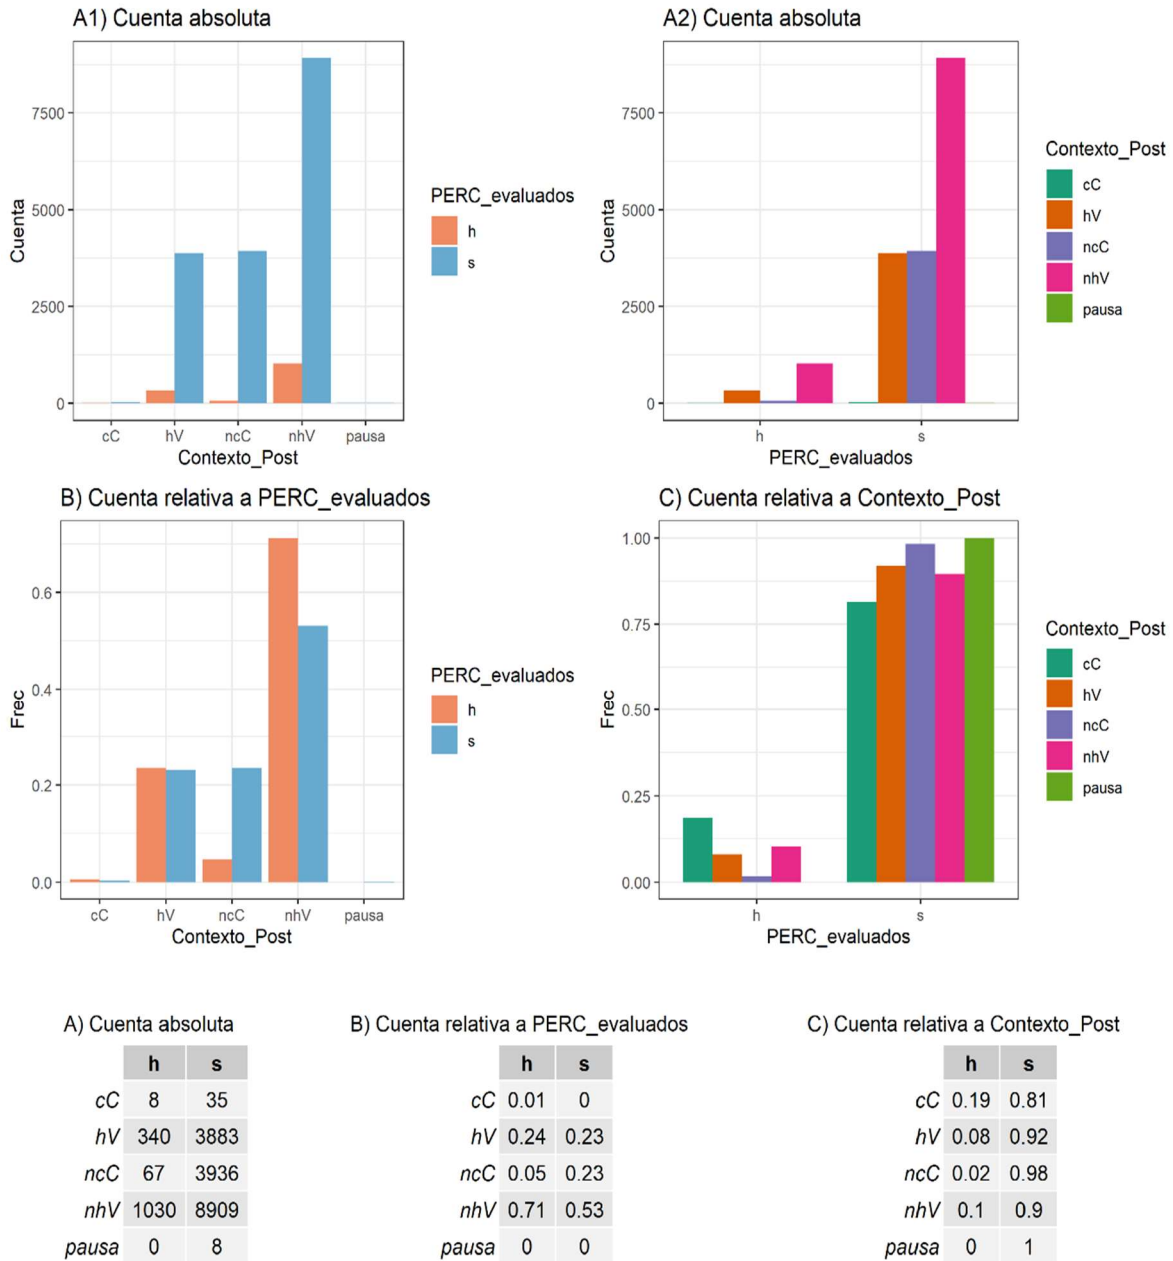 A1) Cuenta absoluta
7500
5000
2500
0
Cuenta
cC hV ncC nhV pausa
Contexto_Post
PERC_evaluados
h
s
A2) Cuenta absoluta
7500
5000
2500
0
Cuenta
h s
PERC_evaluados
Contexto_Post
cC
hV
ncC
nhV
pausa
B) Cuenta relativa a PERC_evaluados
0.6
0.4
0.2
0.0
Frec
cC hV ncC nhV pausa
Contexto_Post
PERC_evaluados
h
s
C) Cuenta relativa a Contexto_Post
1.00
0.75
0.50
0.25
0.00
Frec
h s
PERC_evaluados
Contexto_Post
cC
hV
ncC
nhV
pausa
A) Cuenta absoluta
h s
cC 8 35
hV 340 3883
ncC 67 3936
nhV 1030 8909
pausa 0 8
B) Cuenta relativa a PERC_evaluados
h s
cC 0.01 0
hV 0.24 0.23
ncC 0.05 0.23
nhV 0.71 0.53
pausa 0 0
C) Cuenta relativa a Contexto_Post
h s
cC 0.19 0.81
hV 0.08 0.92
ncC 0.02 0.98
nhV 0.1 0.9
pausa 0 1